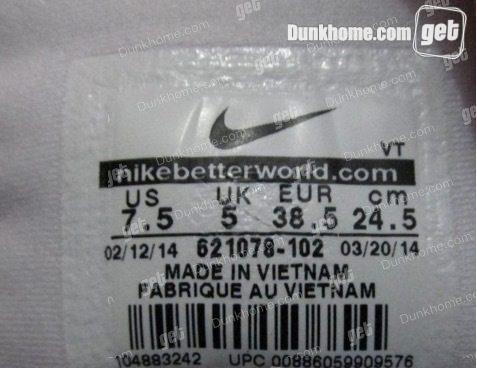 Dunkhome.com get
VT
nikebetterworld.com
US UK EUR cm
7.5 5 38.5 24.5
02/12/14 621078-102 03/20/14
MADE IN VIETNAM
FABRIQUE AU VIETNAM
104883242 UPC 00886059909576